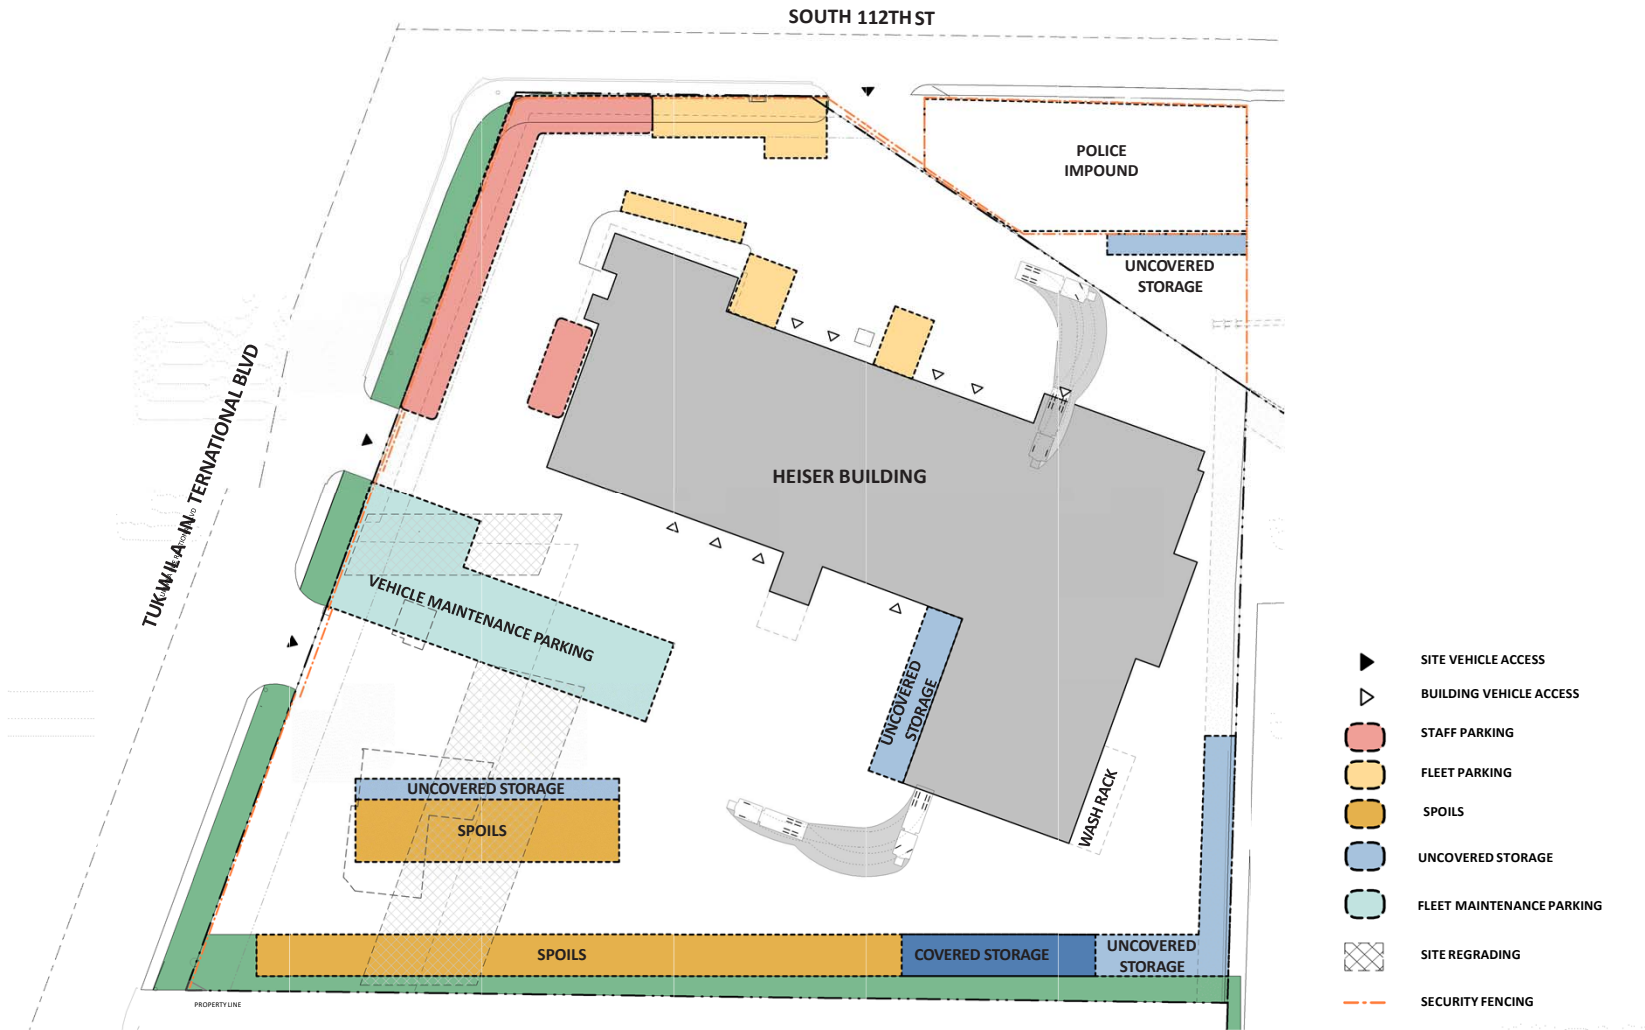 SOUTH 112TH ST
POLICE
IMPOUND
UNCOVERED
STORAGE
TUKWILA IN TERNATIONAL BLVD
HEISER BUILDING
VEHICLE MAINTENANCE PARKING
UNCOVERED
STORAGE
WASH RACK
UNCOVERED STORAGE
SPOILS
SPOILS
COVERED STORAGE
UNCOVERED
STORAGE
PROPERTY LINE
SITE VEHICLE ACCESS
BUILDING VEHICLE ACCESS
STAFF PARKING
FLEET PARKING
SPOILS
UNCOVERED STORAGE
FLEET MAINTENANCE PARKING
SITE REGRADING
SECURITY FENCING